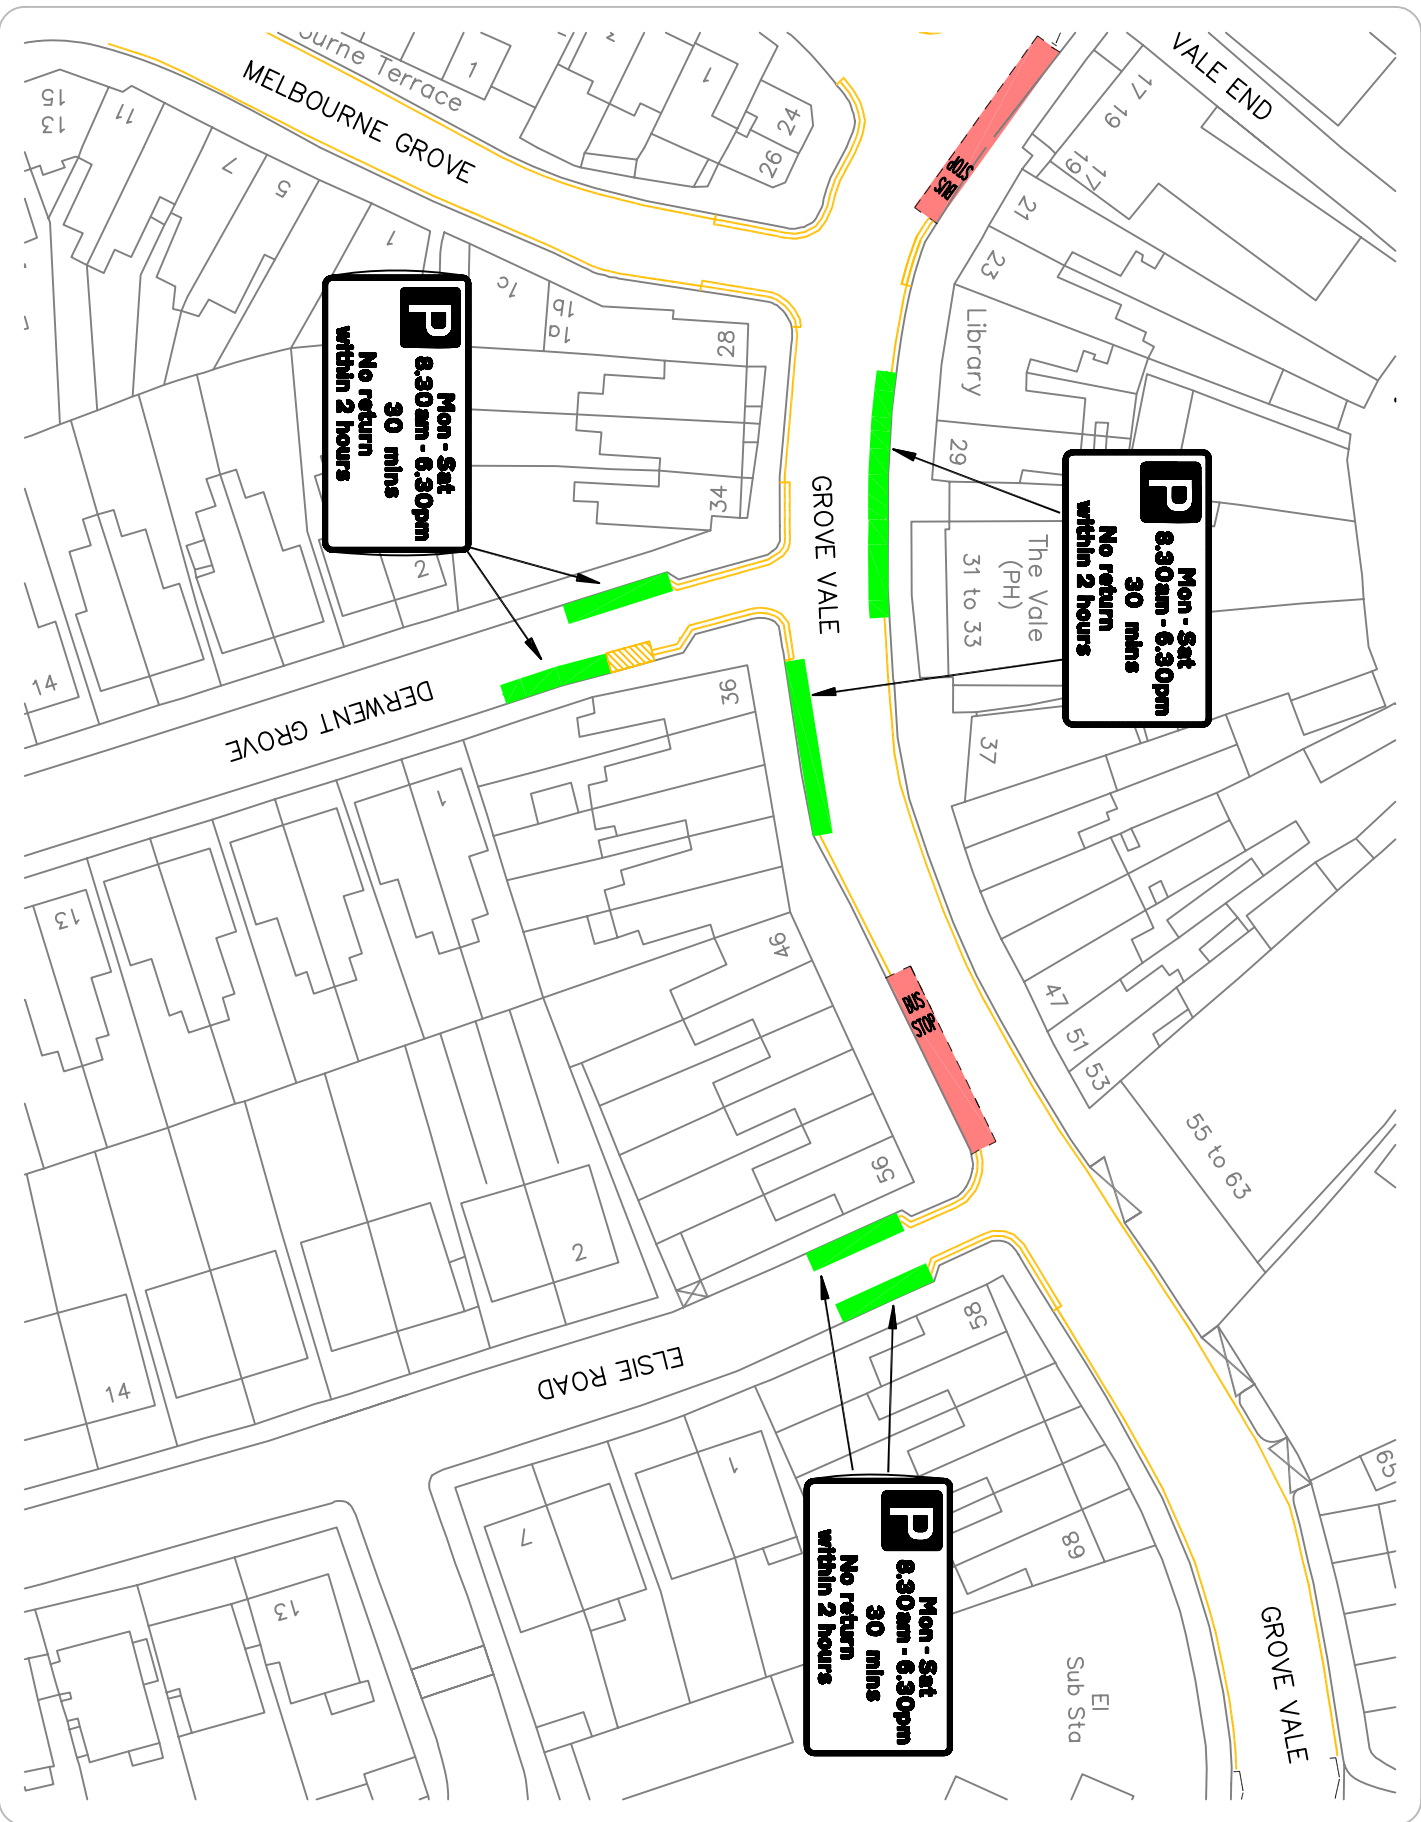 ourne Terrace
1
1
24
26
MELBOURNE GROVE
15
13
11
7
5
1
1c
1b
1a
28
34
VALE END
17
19
17
19
21
23
Library
29
The Vale
(PH)
31 to 33
37
BUS
STOP
P
Mon - Sat
8.30am - 6.30pm
30 mins
No return
within 2 hours
P
Mon - Sat
8.30am - 6.30pm
30 mins
No return
within 2 hours
GROVE VALE
2
14
DERWENT GROVE
36
1
13
46
47
51
53
BUS
STOP
55 to 63
56
2
14
ELSIE ROAD
58
1
7
13
68
65
P
Mon - Sat
8.30am - 6.30pm
30 mins
No return
within 2 hours
El
Sub Sta
GROVE VALE